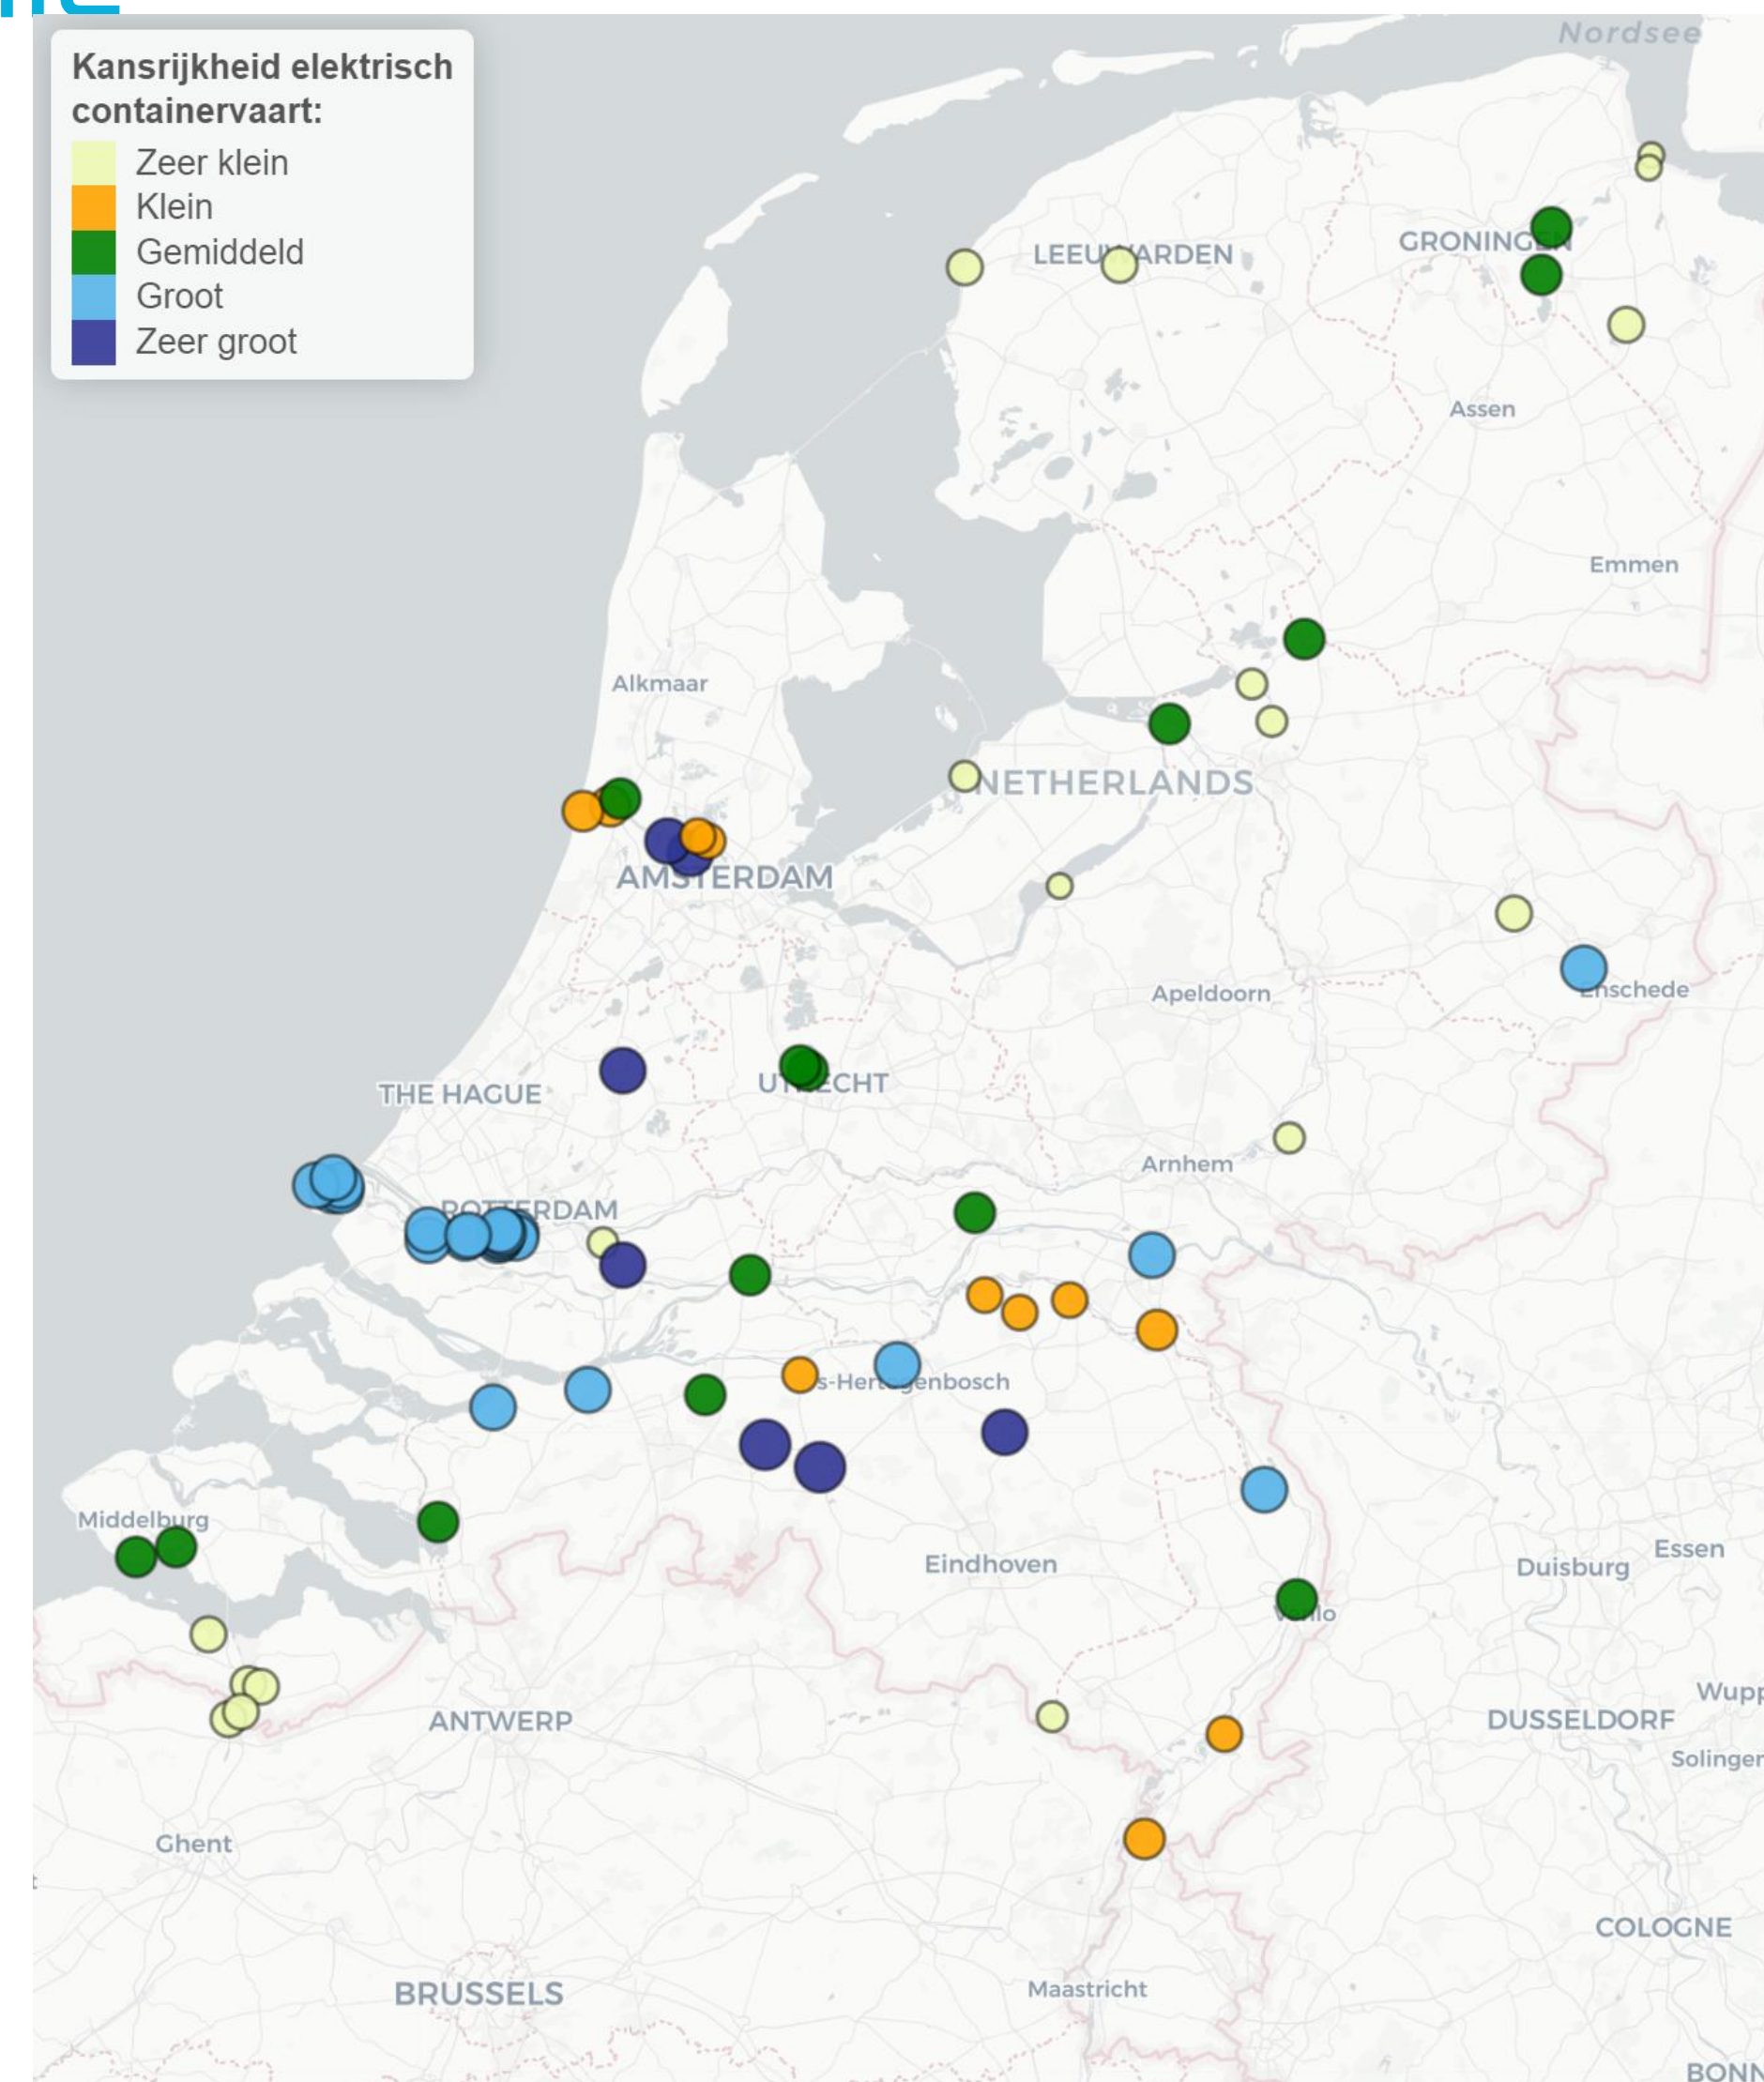 Kansrijkheid elektrisch
containervaart:
Zeer klein
Klein
Gemiddeld
Groot
Zeer groot
Nordsee
LEEUWARDEN
GRONINGEN
Assen
Emmen
Alkmaar
NETHERLANDS
AMSTERDAM
Apeldoorn
Enschede
THE HAGUE
UTRECHT
Arnhem
ROTTERDAM
s-Hertogenbosch
Middelburg
Eindhoven
Duisburg
Essen
Venlo
Wupp
ANTWERP
DUSSELDORF
Solinger
Ghent
COLOGNE
BRUSSELS
Maastricht
BONN